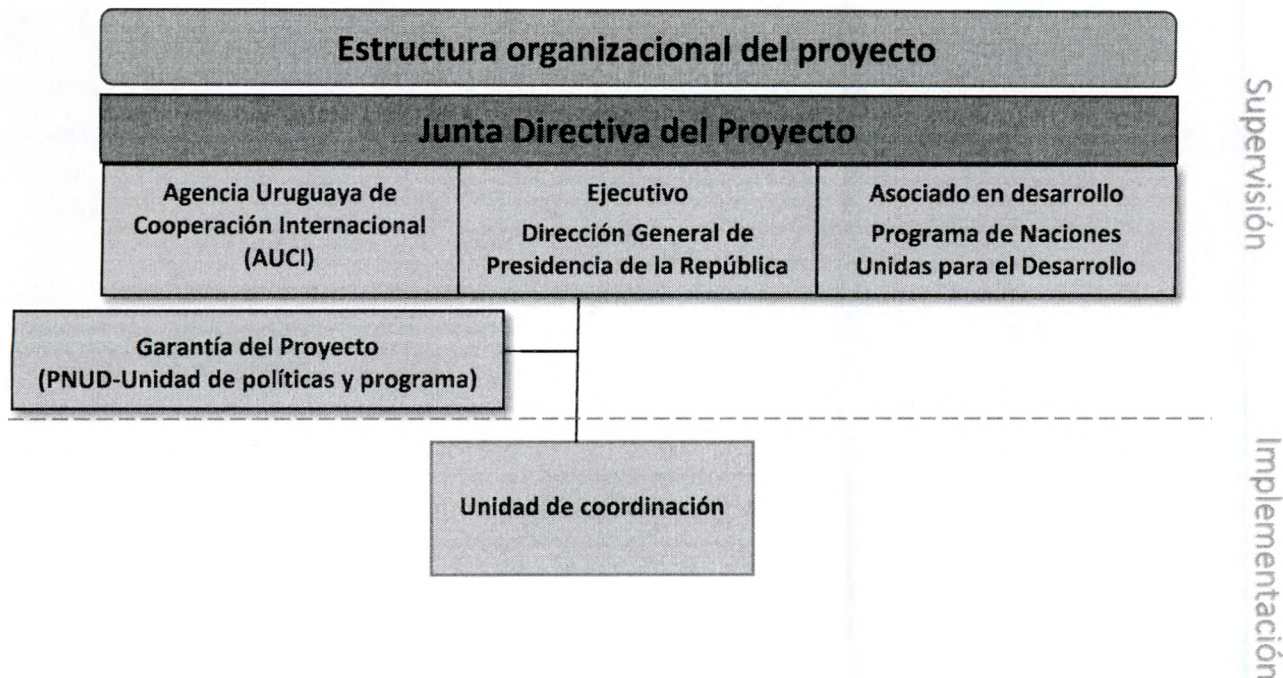 Estructura organizacional del proyecto
Junta Directiva del Proyecto
Agencia Uruguaya de
Cooperación Internacional
(AUCI)
Ejecutivo
Dirección General de
Presidencia de la República
Asociado en desarrollo
Programa de Naciones
Unidas para el Desarrollo
Supervisión
Garantía del Proyecto
(PNUD-Unidad de políticas y programa)
Unidad de coordinación
Implementación